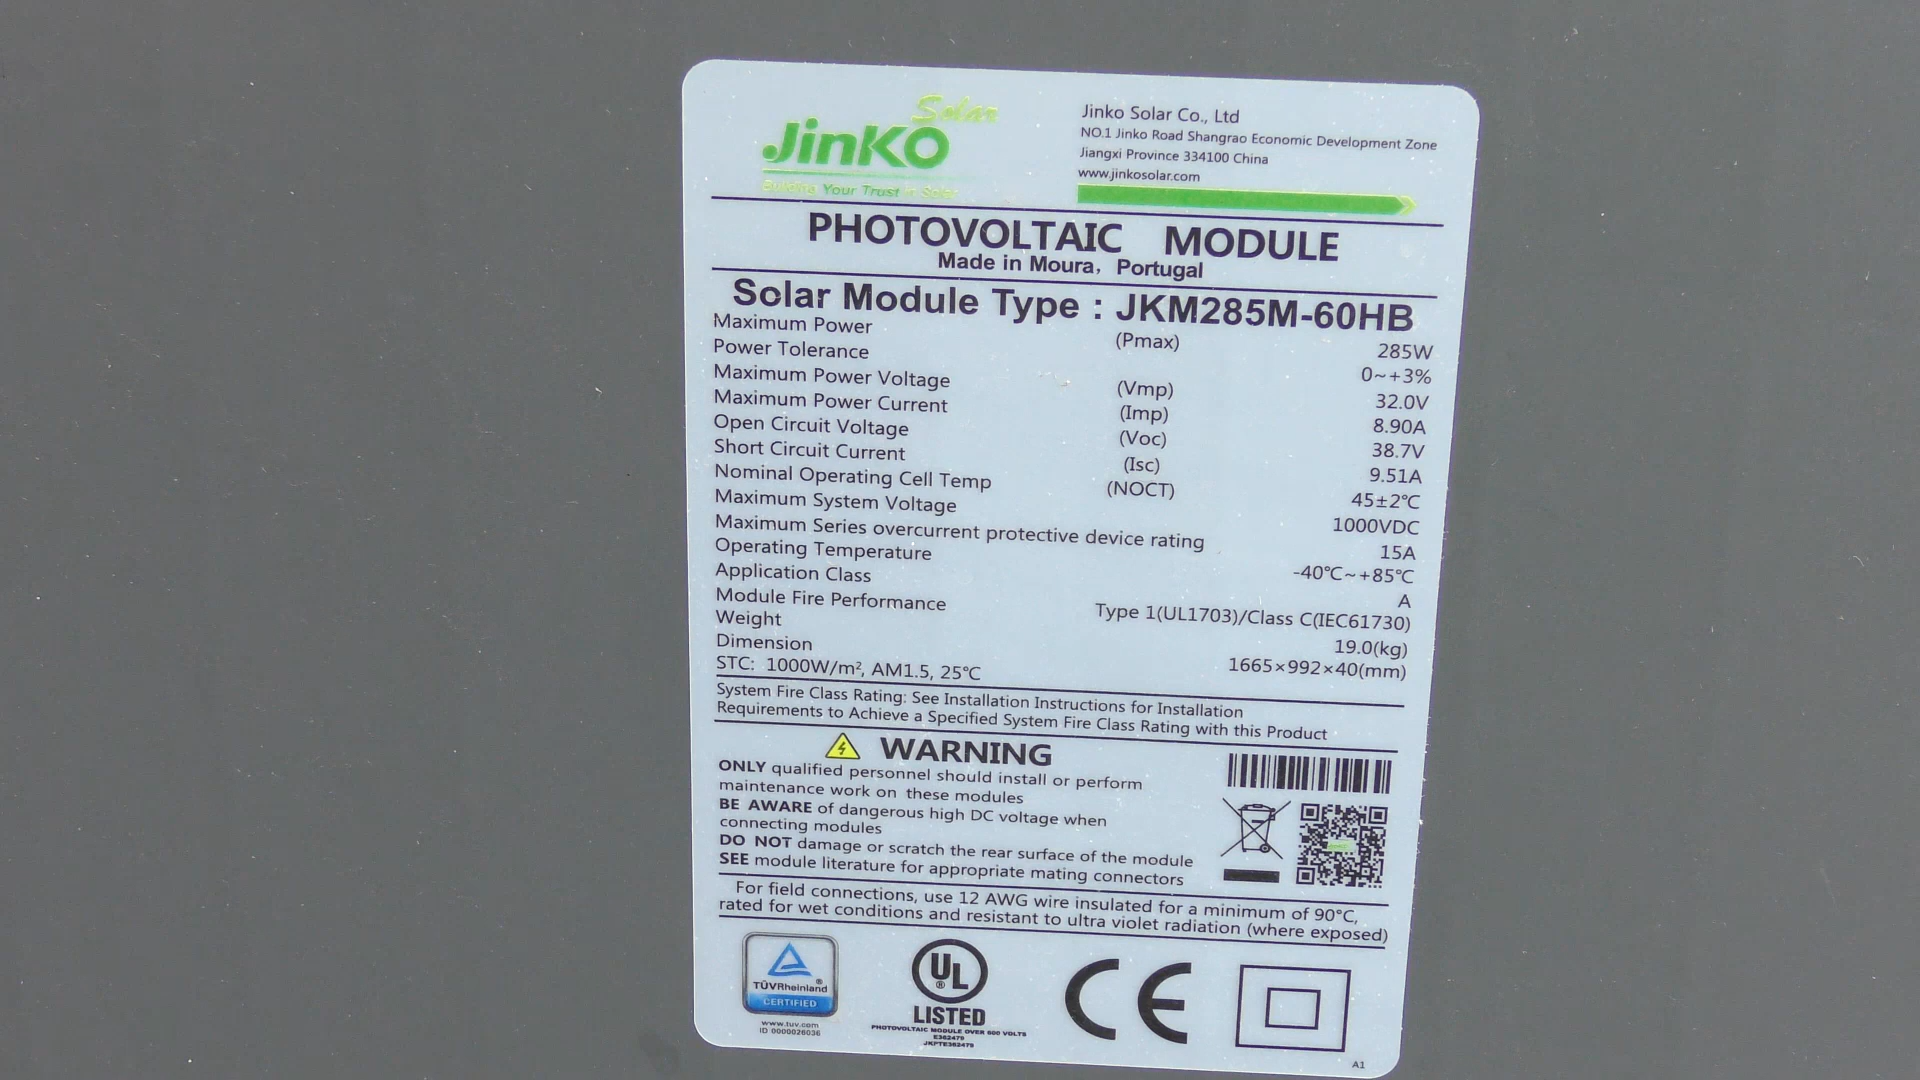 Solar
JinKO
Building Your Trust in Solar
Jinko Solar Co., Ltd
NO.1 Jinko Road Shangrao Economic Development Zone
Jiangxi Province 334100 China
www.jinkosolar.com
PHOTOVOLTAIC MODULE
Made in Moura, Portugal
Solar Module Type : JKM285M-60HB
Maximum Power (Pmax) 285W
Power Tolerance 0~+3%
Maximum Power Voltage (Vmp) 32.0V
Maximum Power Current (Imp) 8.90A
Open Circuit Voltage (Voc) 38.7V
Short Circuit Current (Isc) 9.51A
Nominal Operating Cell Temp (NOCT) 45±2℃
Maximum System Voltage 1000VDC
Maximum Series overcurrent protective device rating 15A
Operating Temperature -40℃~+85℃
Application Class A
Module Fire Performance Type 1(UL1703)/Class C(IEC61730)
Weight 19.0(kg)
Dimension 1665×992×40(mm)
STC: 1000W/m², AM1.5, 25℃
System Fire Class Rating: See Installation Instructions for Installation
Requirements to Achieve a Specified System Fire Class Rating with this Product
WARNING
ONLY qualified personnel should install or perform
maintenance work on these modules
BE AWARE of dangerous high DC voltage when
connecting modules
DO NOT damage or scratch the rear surface of the module
SEE module literature for appropriate mating connectors
For field connections, use 12 AWG wire insulated for a minimum of 90°C,
rated for wet conditions and resistant to ultra violet radiation (where exposed)
TÜVRheinland ®
CERTIFIED
www.tuv.com
ID 0000026036
UL ®
LISTED
PHOTOVOLTAIC MODULE OVER 600 VOLTS
E362479
JKPTE362479
CE
A1